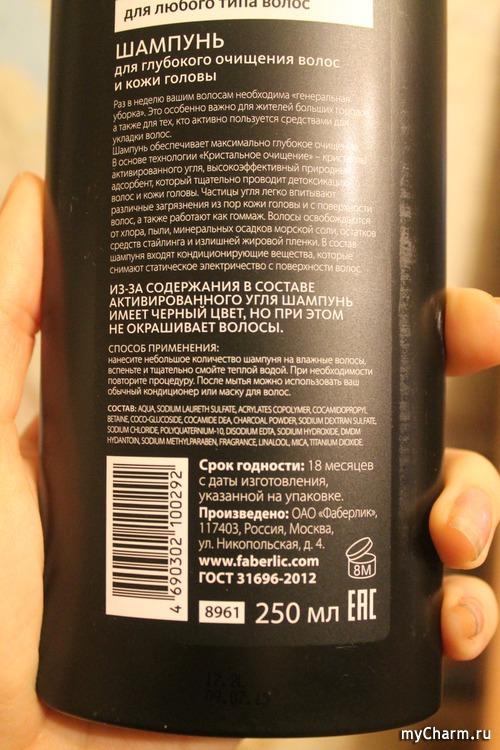 для любого типа волос
ШАМПУНЬ
для глубокого очищения волос
и кожи головы
Раз в неделю вашим волосам необходима «генеральная
уборка». Это особенно важно для жителей больших городов,
а также для тех, кто активно пользуется средствами для
укладки волос.
Шампунь обеспечивает максимально глубокое очищение.
В основе технологии «Кристальное очищение» – кристаллы
активированного угля, высокоэффективный природный
адсорбент, который тщательно проводит детоксикацию
волос и кожи головы. Частицы угля легко впитывают
различные загрязнения из пор кожи головы и с поверхности
волос, а также работают как гоммаж. Волосы освобождаются
от хлора, пыли, минеральных осадков морской соли, остатков
средств стайлинга и излишней жировой пленки. В состав
шампуня входят кондиционирующие вещества, которые
снимают статическое электричество с поверхности волос.
ИЗ-ЗА СОДЕРЖАНИЯ В СОСТАВЕ
АКТИВИРОВАННОГО УГЛЯ ШАМПУНЬ
ИМЕЕТ ЧЕРНЫЙ ЦВЕТ, НО ПРИ ЭТОМ
НЕ ОКРАШИВАЕТ ВОЛОСЫ.
СПОСОБ ПРИМЕНЕНИЯ:
нанесите небольшое количество шампуня на влажные волосы,
вспеньте и тщательно смойте теплой водой. При необходимости
повторите процедуру. После мытья можно использовать ваш
обычный кондиционер или маску для волос.
СОСТАВ: AQUA, SODIUM LAURETH SULFATE, ACRYLATES COPOLYMER, COCAMIDOPROPYL
BETAINE, COCO-GLUCOSIDE, COCAMIDE DEA, CHARCOAL POWDER, SODIUM DEXTRAN SULFATE,
SODIUM CHLORIDE, POLYQUATERNIUM-10, DISODIUM EDTA, SODIUM HYDROXIDE, DMDM
HYDANTOIN, SODIUM METHYLPARABEN, FRAGRANCE, LINALOOL, MICA, TITANIUM DIOXIDE.
Срок годности: 18 месяцев
с даты изготовления,
указанной на упаковке.
Произведено: ОАО «Фаберлик»,
117403, Россия, Москва,
ул. Никопольская, д. 4.
www.faberlic.com
ГОСТ 31696-2012
8M
4 690302 100292
8961 250 мл EAC
myCharm.ru